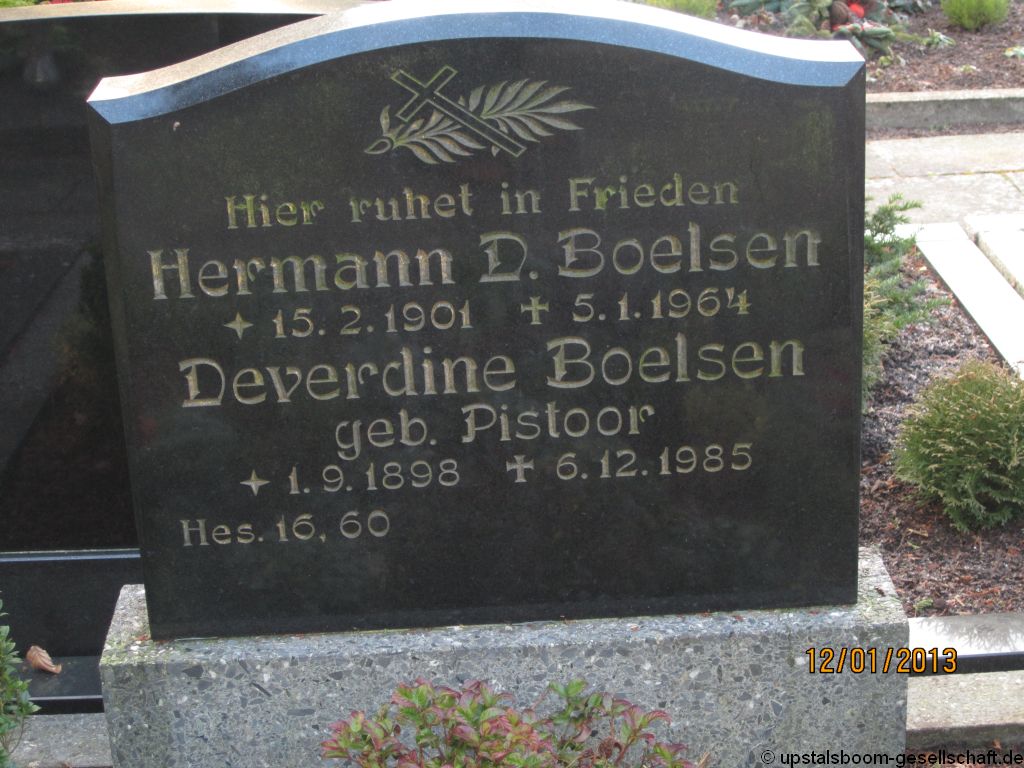 Hier ruhet in Frieden
Hermann D. Boelsen
15. 2. 1901 5. 1. 1964
Deverdine Boelsen
geb. Pistoor
1. 9. 1898 6. 12. 1985
Hes. 16, 60
12/01/2013
© upstalsboom-gesellschaft.de